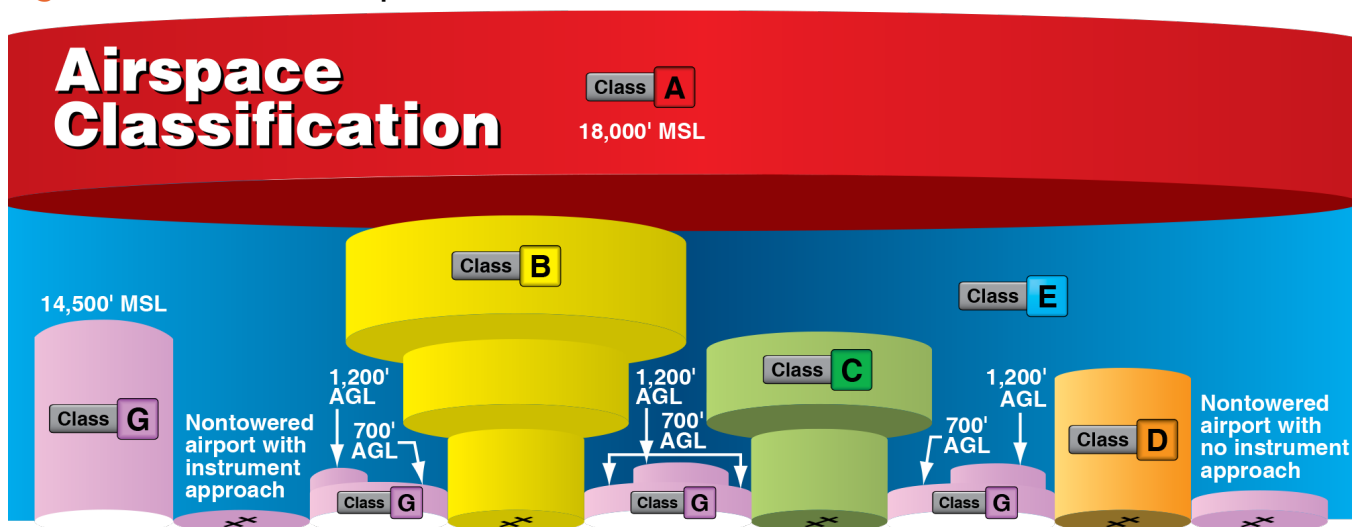 Airspace
Classification
Class A
18,000' MSL
Class B
Class E
14,500' MSL
Class C
1,200'
AGL
1,200'
AGL
1,200'
AGL
Class G
Nontowered
airport with
instrument
approach
700'
AGL
700'
AGL
700'
AGL
Class D
Nontowered
airport with
no instrument
approach
Class G
Class G
Class G